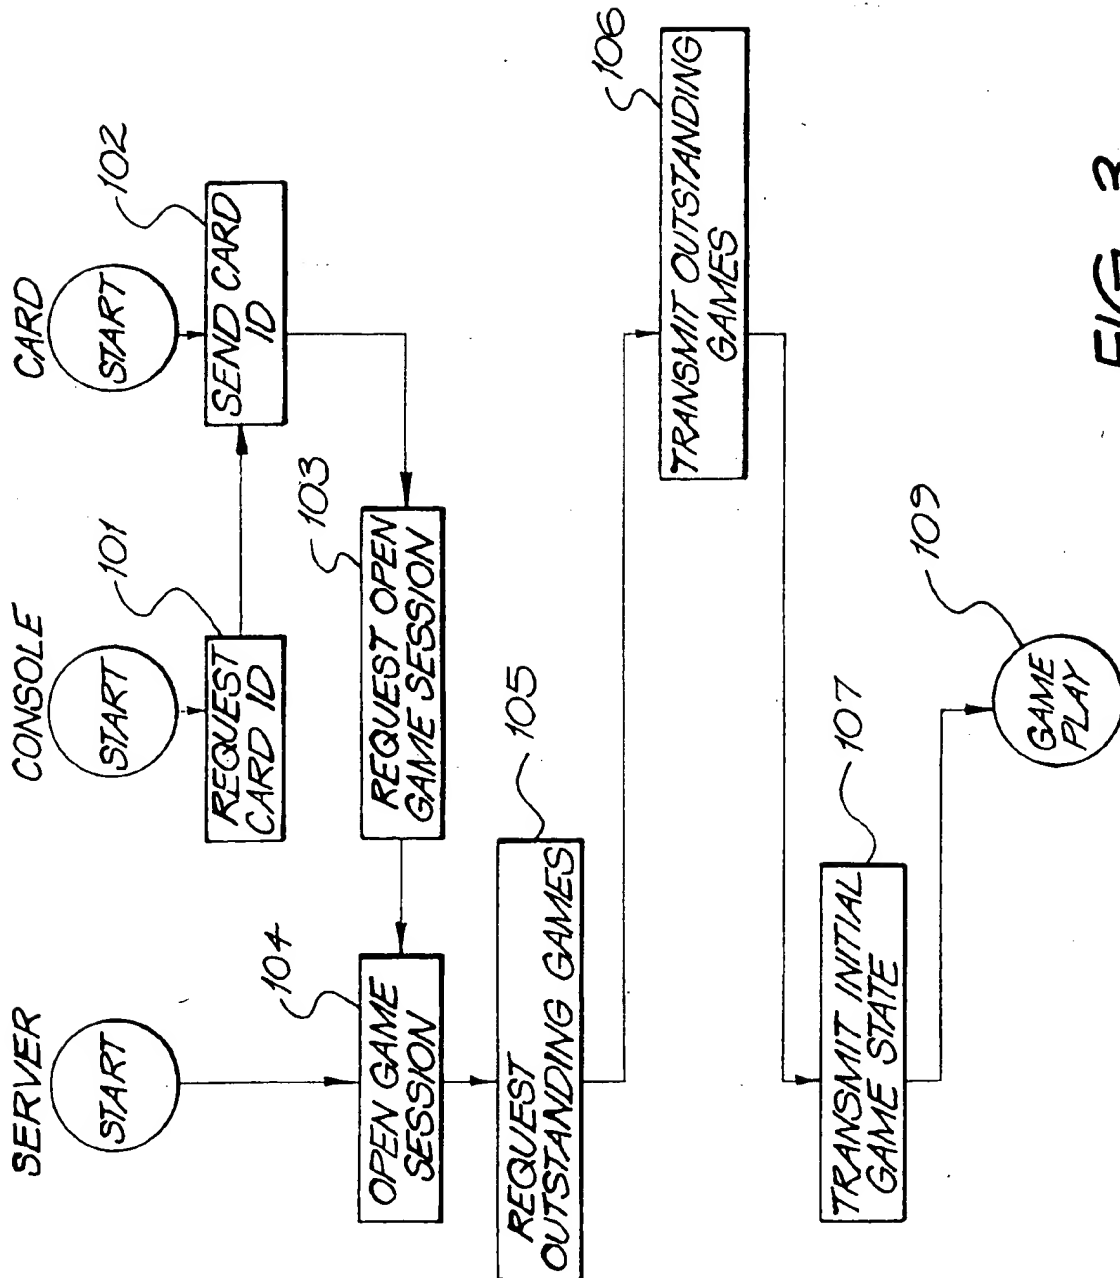 SERVER
CONSOLE
CARD
START
START
START
101
REQUEST
CARD ID
102
SEND CARD
ID
103
REQUEST OPEN
GAME SESSION
104
OPEN GAME
SESSION
105
REQUEST
OUTSTANDING GAMES
106
TRANSMIT OUTSTANDING
GAMES
107
TRANSMIT INITIAL
GAME STATE
109
GAME
PLAY
FIG. 3